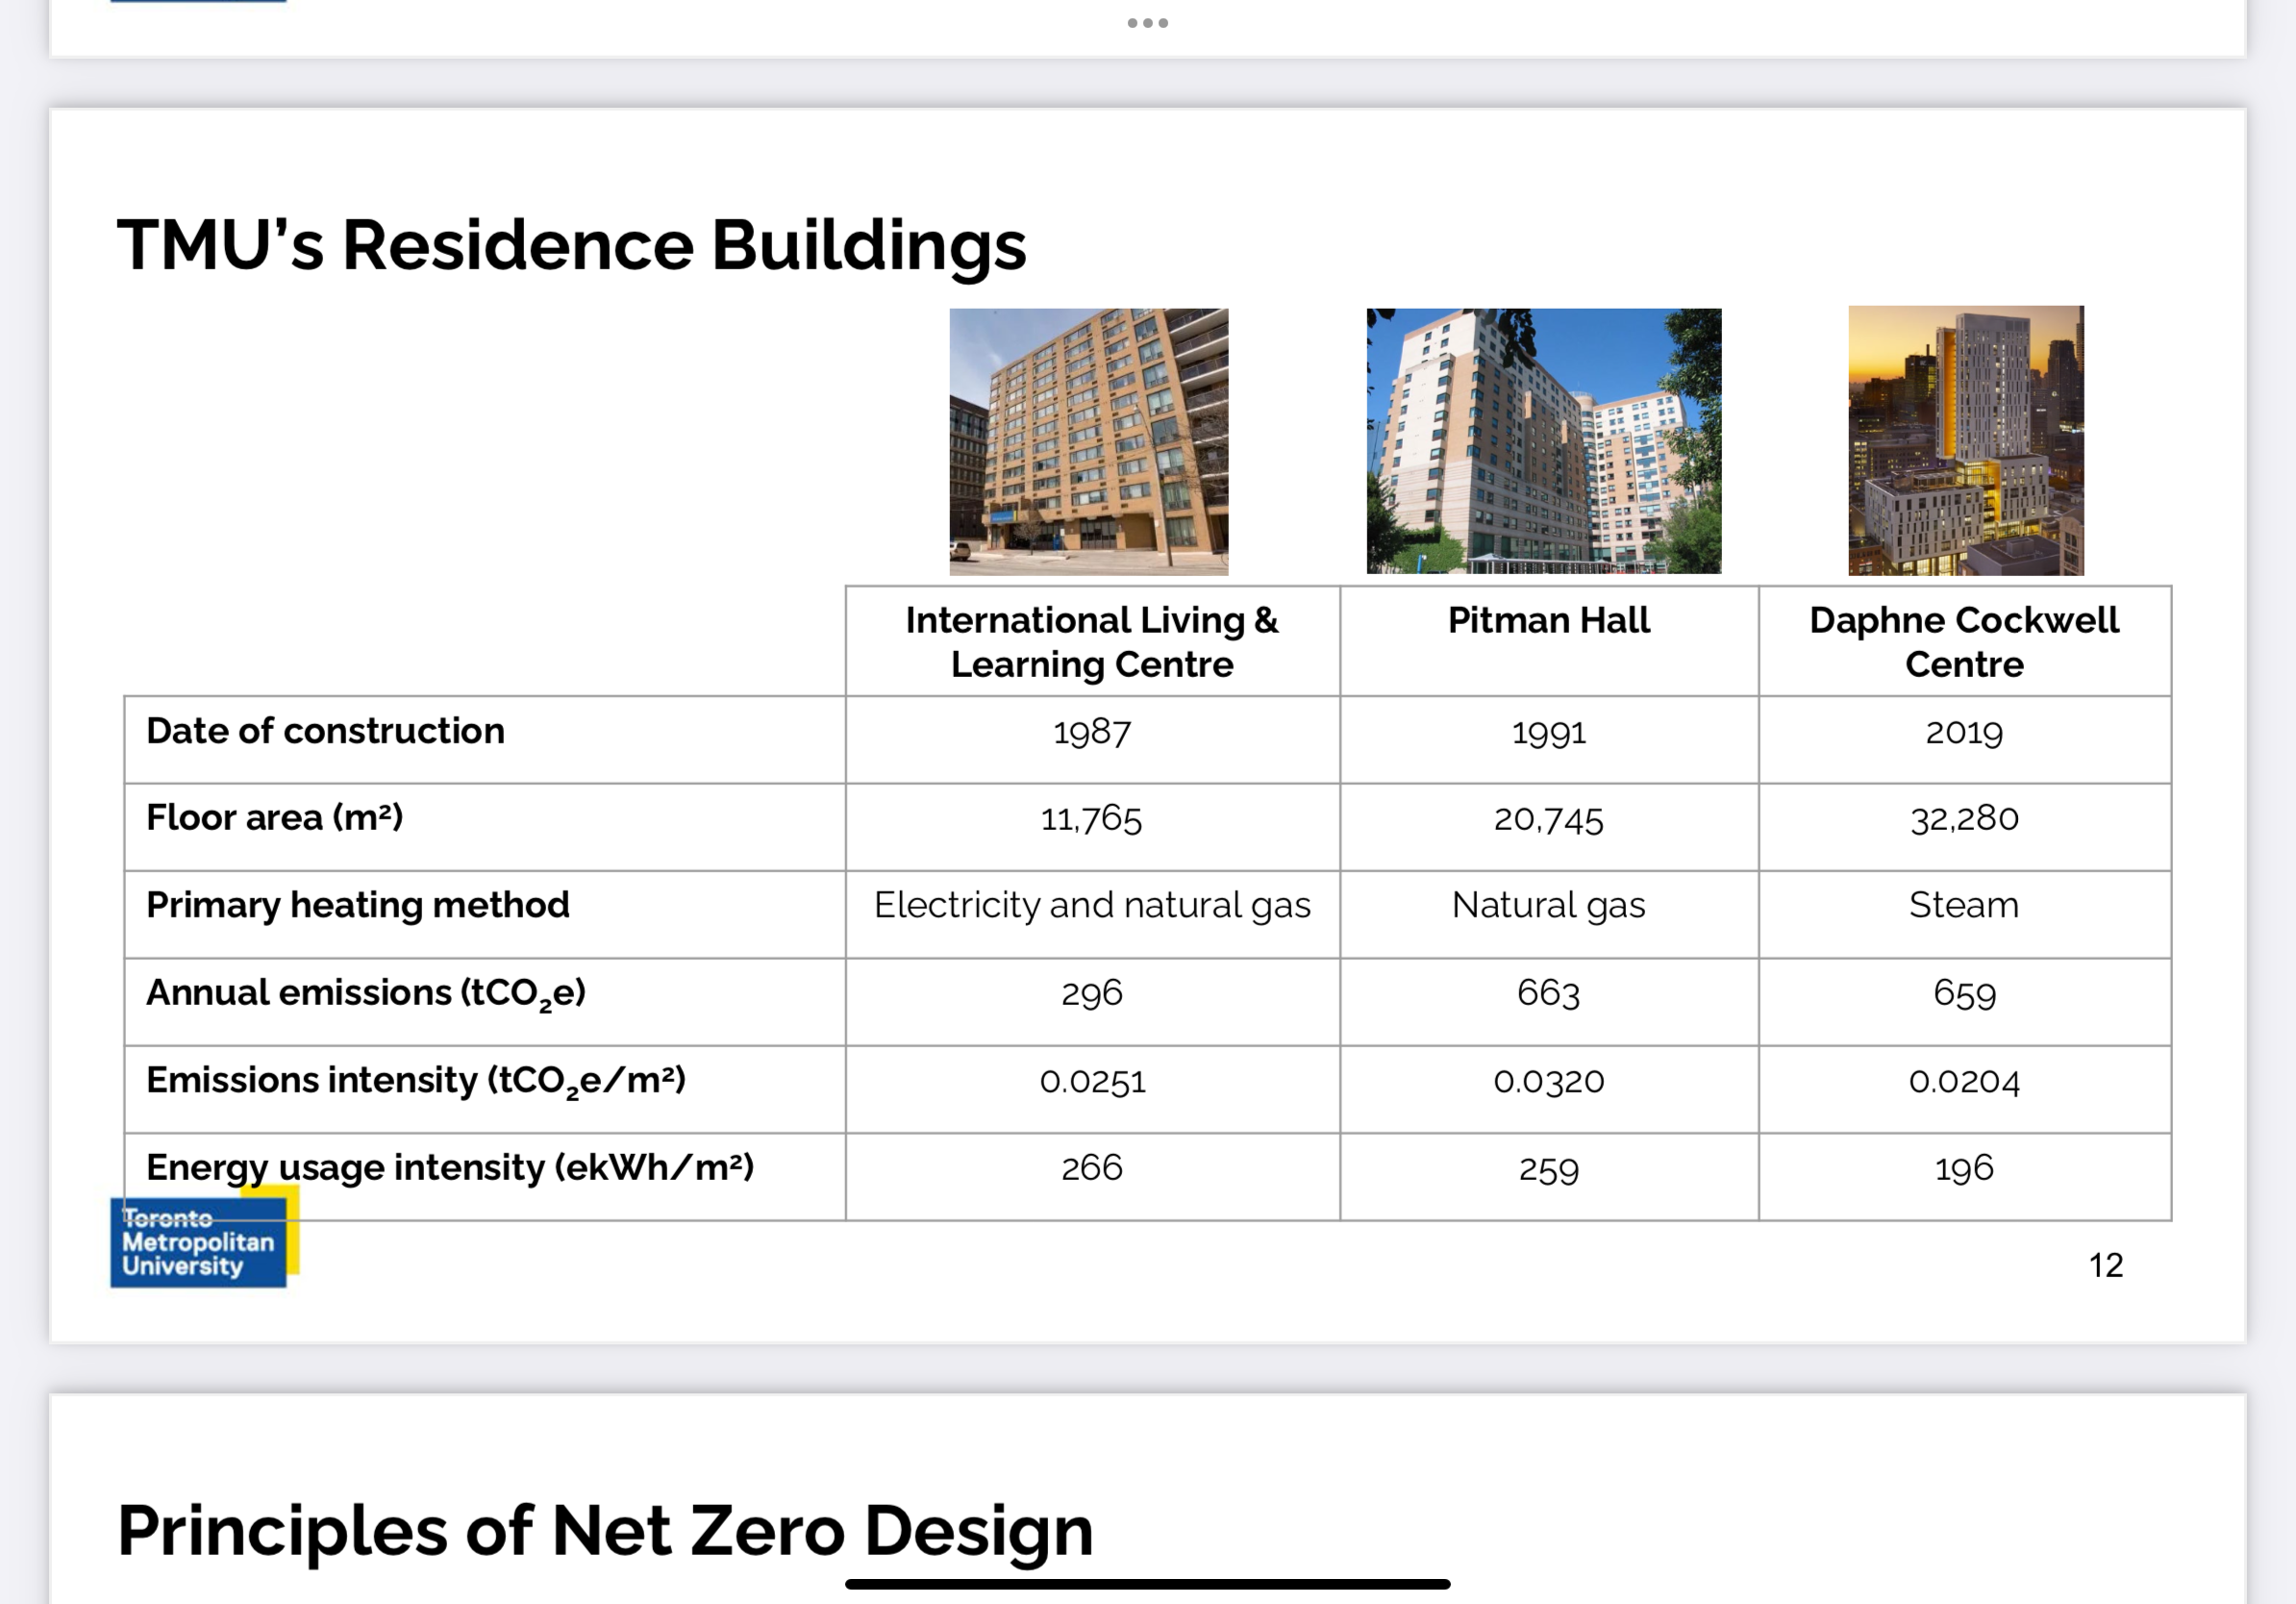 TMU's Residence Buildings
International Living & Learning Centre
Pitman Hall
Daphne Cockwell Centre
Date of construction 1987 1991 2019
Floor area (m²) 11,765 20,745 32,280
Primary heating method Electricity and natural gas Natural gas Steam
Annual emissions (tCO₂e) 296 663 659
Emissions intensity (tCO₂e/m²) 0.0251 0.0320 0.0204
Energy usage intensity (ekWh/m²) 266 259 196
Toronto
Metropolitan
University
12
Principles of Net Zero Design